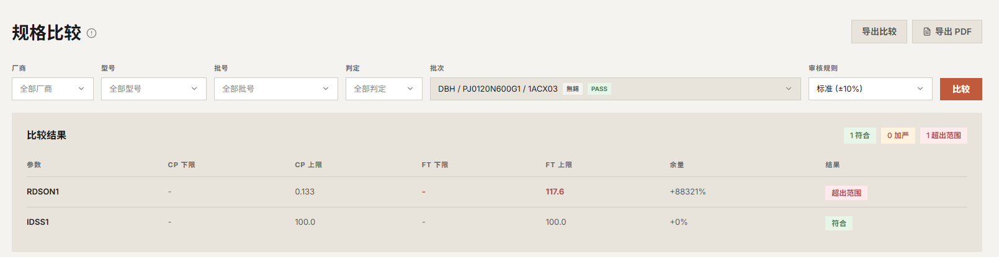 规格比较
导出比较 导出 PDF
厂商 型号 批号 判定 批次 审核规则
全部厂商 全部型号 全部批号 全部判定 DBH / PJ0120N600G1 / 1ACX03 無錫 PASS 标准 (±10%) 比较
比较结果 1 符合 0 加严 1 超出范围
参数 CP 下限 CP 上限 FT 下限 FT 上限 余量 结果
RDSON1 - 0.133 - 117.6 +88321% 超出范围
IDSS1 - 100.0 - 100.0 +0% 符合